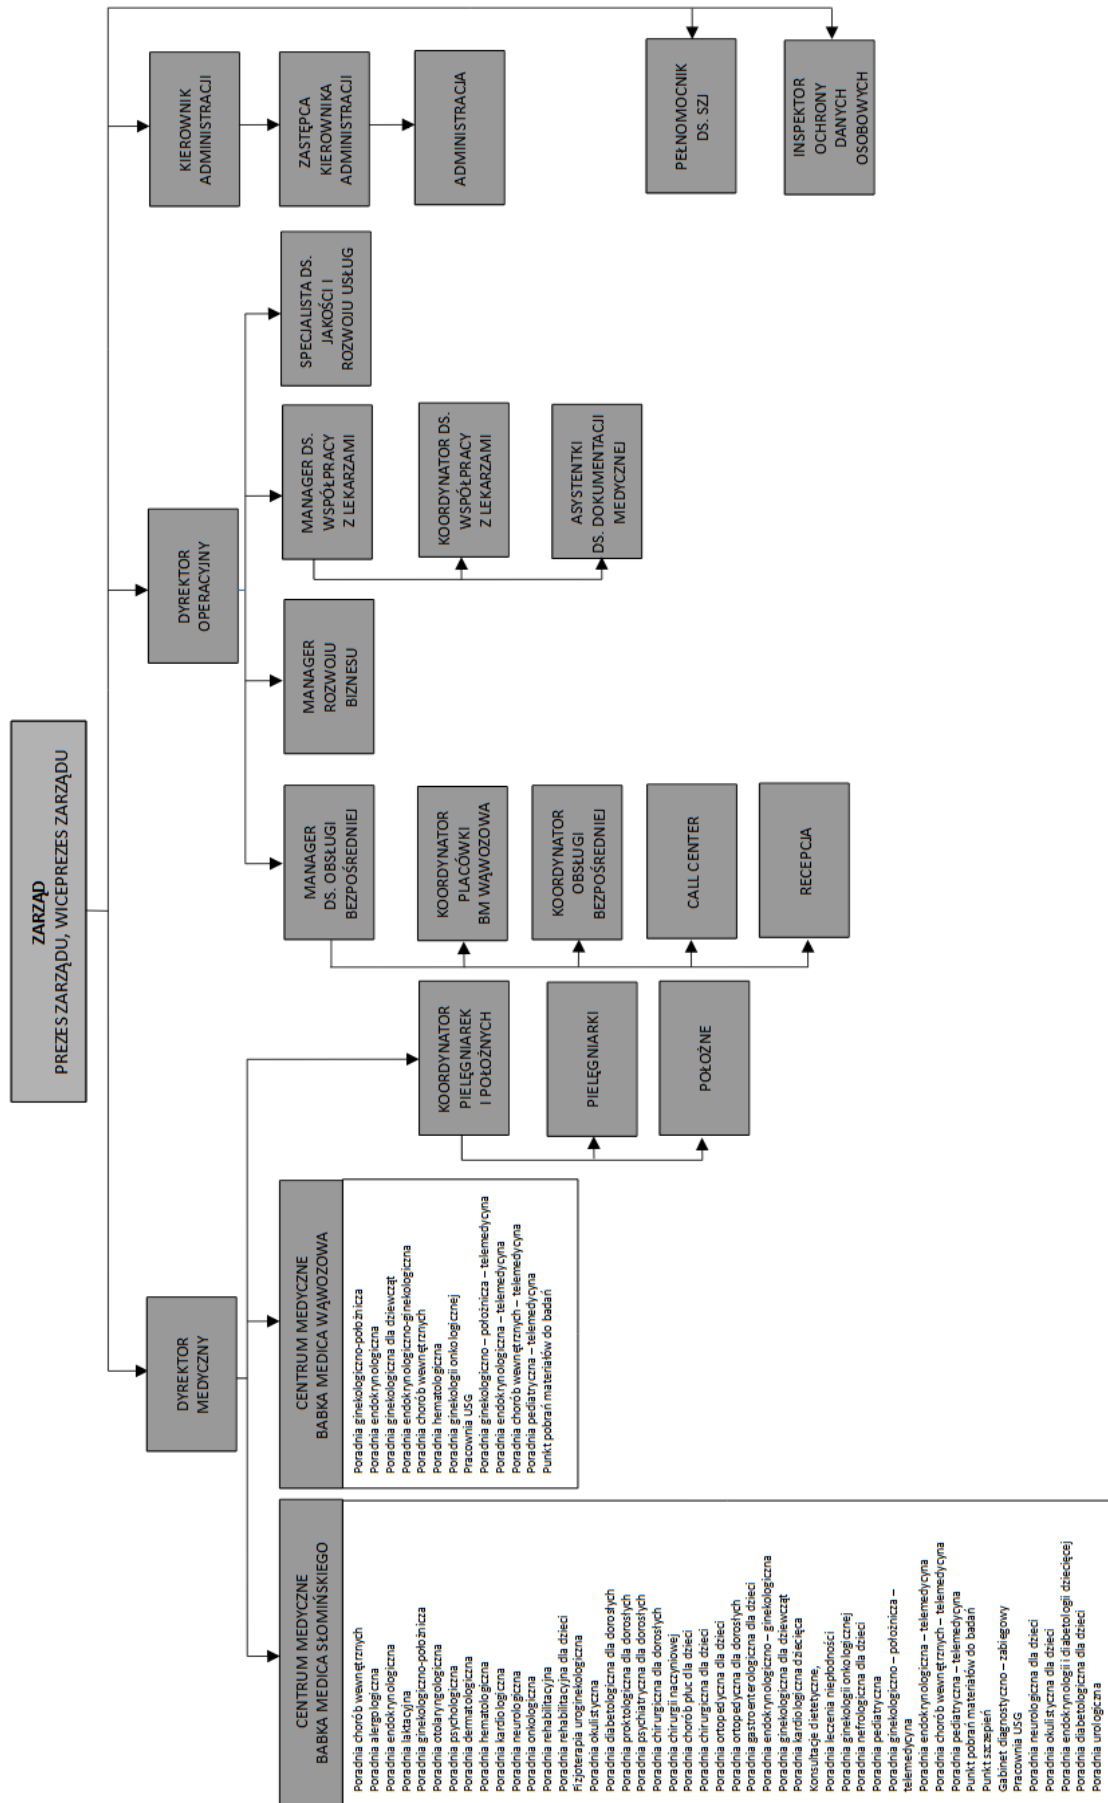 ZARZĄD
PREZES ZARZĄDU, WICEPREZES ZARZĄDU
DYREKTOR
MEDYCZNY
DYREKTOR
OPERACYJNY
KIEROWNIK
ADMINISTRACJI
CENTRUM MEDYCZNE
BABKA MEDICA SŁOMIŃSKIEGO
Poradnia chorób wewnętrznych
Poradnia alergologiczna
Poradnia endokrynologiczna
Poradnia laktacyjna
Poradnia ginekologiczno-położnicza
Poradnia otolaryngologiczna
Poradnia psychologiczna
Poradnia dermatologiczna
Poradnia hematologiczna
Poradnia kardiologiczna
Poradnia neurologiczna
Poradnia onkologiczna
Poradnia rehabilitacyjna
Poradnia rehabilitacyjna dla dzieci
Fizjoterapia uroginekologiczna
Poradnia okulistyczna
Poradnia diabetologiczna dla dorosłych
Poradnia proktologiczna dla dorosłych
Poradnia psychiatryczna dla dorosłych
Poradnia chirurgiczna dla dorosłych
Poradnia chirurgii naczyniowej
Poradnia chorób płuc dla dzieci
Poradnia chirurgiczna dla dzieci
Poradnia ortopedyczna dla dzieci
Poradnia ortopedyczna dla dorosłych
Poradnia gastroenterologiczna dla dzieci
Poradnia endokrynologiczno – ginekologiczna
Poradnia ginekologiczna dla dziewcząt
Poradnia kardiologiczna dziecięca
Konsultacje dietetyczne,
Poradnia leczenia niepłodności
Poradnia ginekologii onkologicznej
Poradnia nefrologiczna dla dzieci
Poradnia pediatryczna
Poradnia ginekologiczno – położnicza –
telemedycyna
Poradnia endokrynologiczna – telemedycyna
Poradnia chorób wewnętrznych – telemedycyna
Poradnia pediatryczna – telemedycyna
Punkt pobrań materiałów do badań
Punkt szczepień
Gabinet diagnostyczno – zabiegowy
Pracownia USG
Poradnia neurologiczna dla dzieci
Poradnia okulistyczna dla dzieci
Poradnia endokrynologii i diabetologii dziecięcej
Poradnia diabetologiczna dla dzieci
Poradnia urologiczna
CENTRUM MEDYCZNE
BABKA MEDICA WĄWOZOWA
Poradnia ginekologiczno-położnicza
Poradnia endokrynologiczna
Poradnia ginekologiczna dla dziewcząt
Poradnia endokrynologiczno-ginekologiczna
Poradnia chorób wewnętrznych
Poradnia hematologiczna
Poradnia ginekologii onkologicznej
Pracownia USG
Poradnia ginekologiczno – położnicza – telemedycyna
Poradnia endokrynologiczna – telemedycyna
Poradnia chorób wewnętrznych – telemedycyna
Poradnia pediatryczna – telemedycyna
Punkt pobrań materiałów do badań
KOORDYNATOR
PIELĘGNIAREK
I POŁOŻNYCH
PIELĘGNIARKI
POŁOŻNE
MANAGER
DS. OBSŁUGI
BEZPOŚREDNIEJ
KOORDYNATOR
PLACÓWKI
BM WĄWOZOWA
KOORDYNATOR
OBSŁUGI
BEZPOŚREDNIEJ
CALL CENTER
RECEPCJA
MANAGER
ROZWOJU
BIZNESU
MANAGER DS.
WSPÓŁPRACY
Z LEKARZAMI
KOORDYNATOR DS.
WSPÓŁPRACY
Z LEKARZAMI
ASYSTENTKI
DS. DOKUMENTACJI
MEDYCZNEJ
SPECJALISTA DS.
JAKOŚCI I
ROZWOJU USŁUG
ZASTĘPCA
KIEROWNIKA
ADMINISTRACJI
ADMINISTRACJA
PEŁNOMOCNIK
DS. SZJ
INSPEKTOR
OCHRONY
DANYCH
OSOBOWYCH